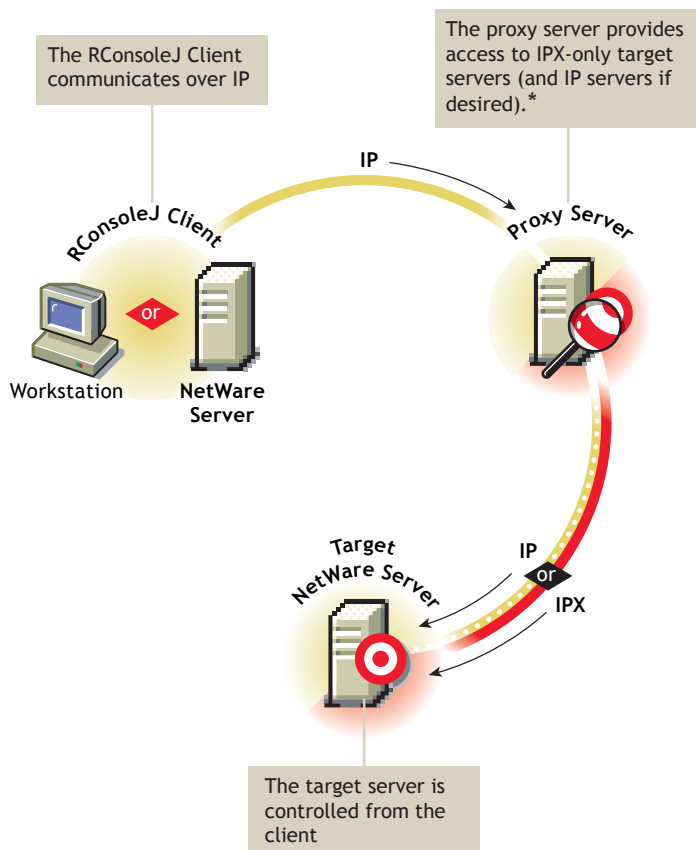 The RConsoleJ Client
communicates over IP
The proxy server provides
access to IPX-only target
servers (and IP servers if
desired).*
IP
RConsoleJ Client
Proxy Server
or
Workstation
NetWare
Server
Target
NetWare Server
IP
or
IPX
The target server is
controlled from the
client